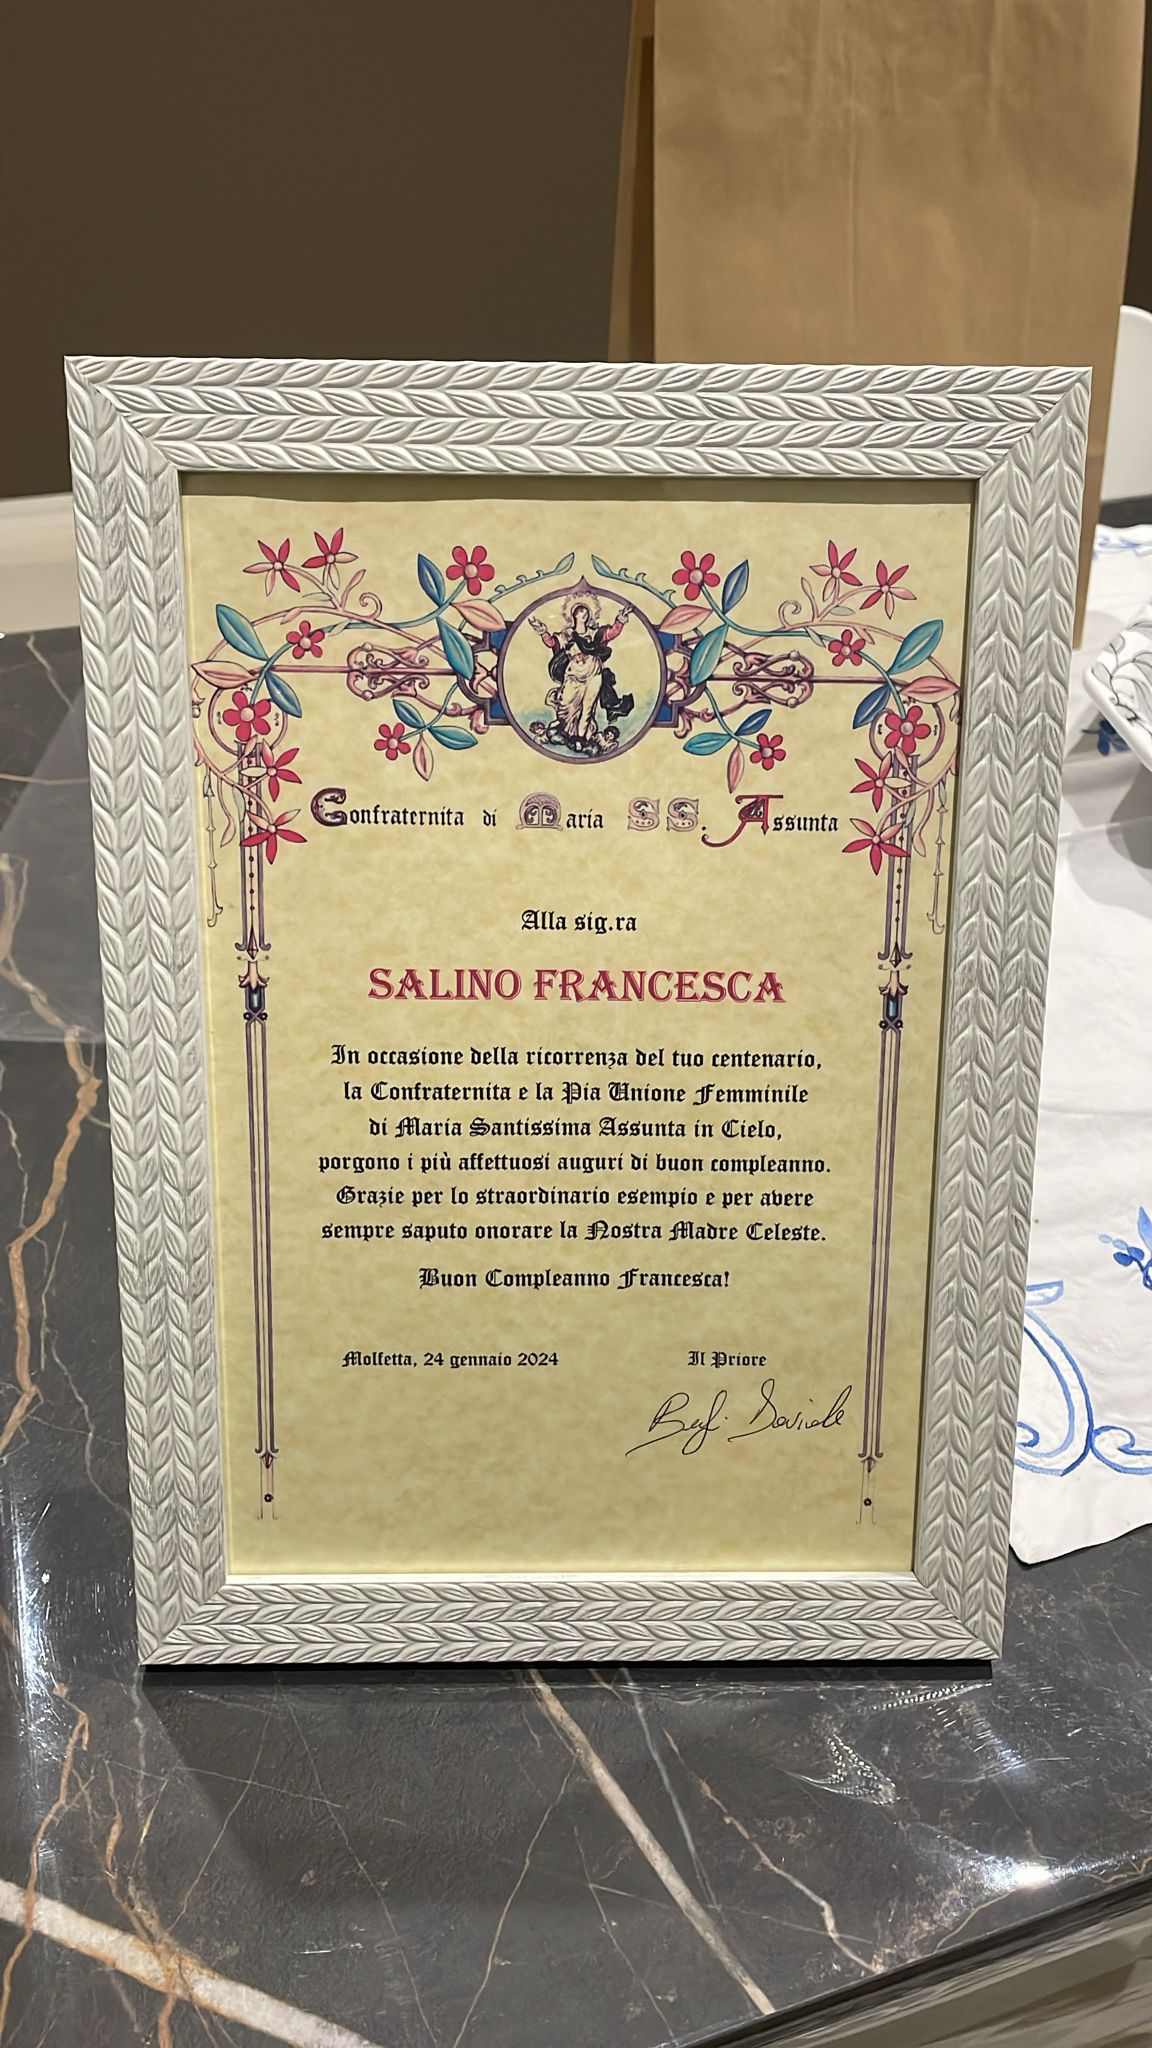 Confraternita di Maria SS. Assunta
Alla sig.ra
SALINO FRANCESCA
In occasione della ricorrenza del tuo centenario,
la Confraternita e la Pia Unione Femminile
di Maria Santissima Assunta in Cielo,
porgono i più affettuosi auguri di buon compleanno.
Grazie per lo straordinario esempio e per avere
sempre saputo onorare la Nostra Madre Celeste.
Buon Compleanno Francesca!
Molfetta, 24 gennaio 2024
Il Priore